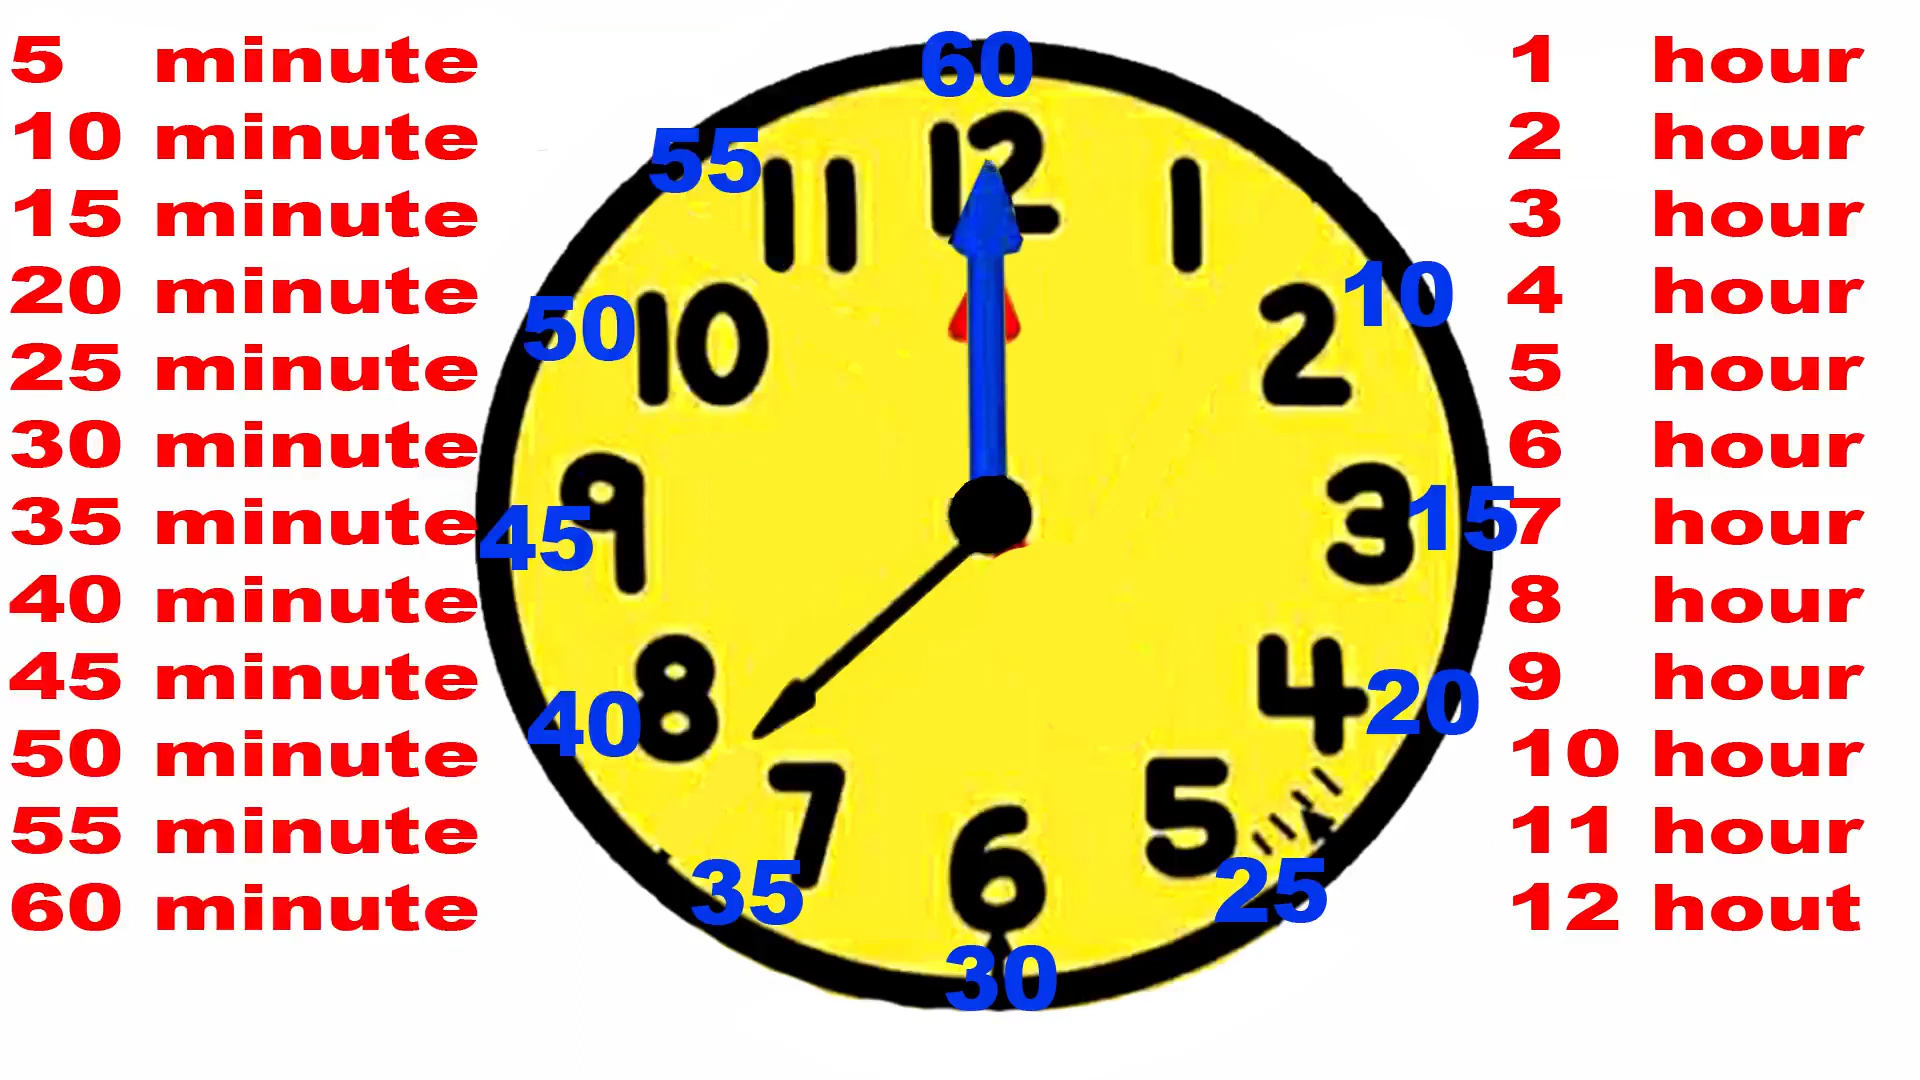 5 minute
10 minute
15 minute
20 minute
25 minute
30 minute
35 minute
40 minute
45 minute
50 minute
55 minute
60 minute
60
55
12
11
1
50
10
2
10
45
9
3
15
40
8
4
20
35
7
6
5
25
30
1 hour
2 hour
3 hour
4 hour
5 hour
6 hour
7 hour
8 hour
9 hour
10 hour
11 hour
12 hout